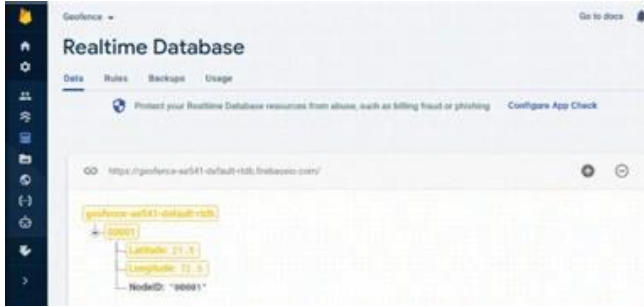 Geofence
Go to docs
Realtime Database
Data Rules Backups Usage
Protect your Realtime Database resources from abuse, such as billing fraud or phishing Configure App Check
https://geofence-ae541-default-rtdb.firebaseio.com/
geofence-ae541-default-rtdb
00001
Latitude: 21.5
Longitude: 72.5
NodeID: "00001"